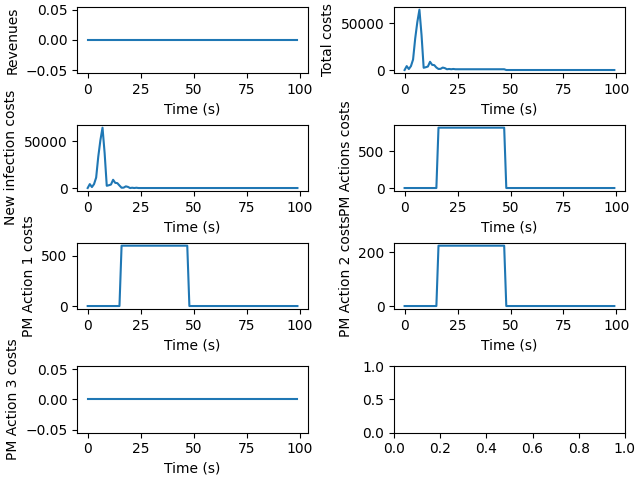 Revenues
0.05
0.00
−0.05
0 25 50 75 100
Time (s)
Total costs
50000
0
0 25 50 75 100
Time (s)
New infection costs
50000
0
0 25 50 75 100
Time (s)
PM Actions costs
500
0
0 25 50 75 100
Time (s)
PM Action 1 costs
500
0
0 25 50 75 100
Time (s)
PM Action 2 costs
200
0
0 25 50 75 100
Time (s)
PM Action 3 costs
0.05
0.00
−0.05
0 25 50 75 100
Time (s)
1.0
0.5
0.0
0.0 0.2 0.4 0.6 0.8 1.0